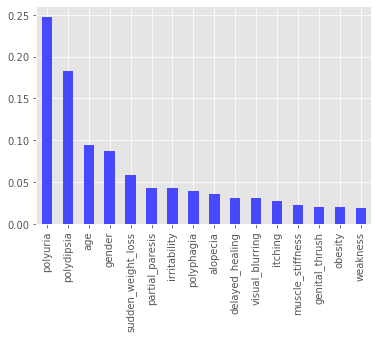 0.25
0.20
0.15
0.10
0.05
0.00
polyuria
polydipsia
age
gender
sudden_weight_loss
partial_paresis
irritability
polyphagia
alopecia
delayed_healing
visual_blurring
itching
muscle_stiffness
genital_thrush
obesity
weakness